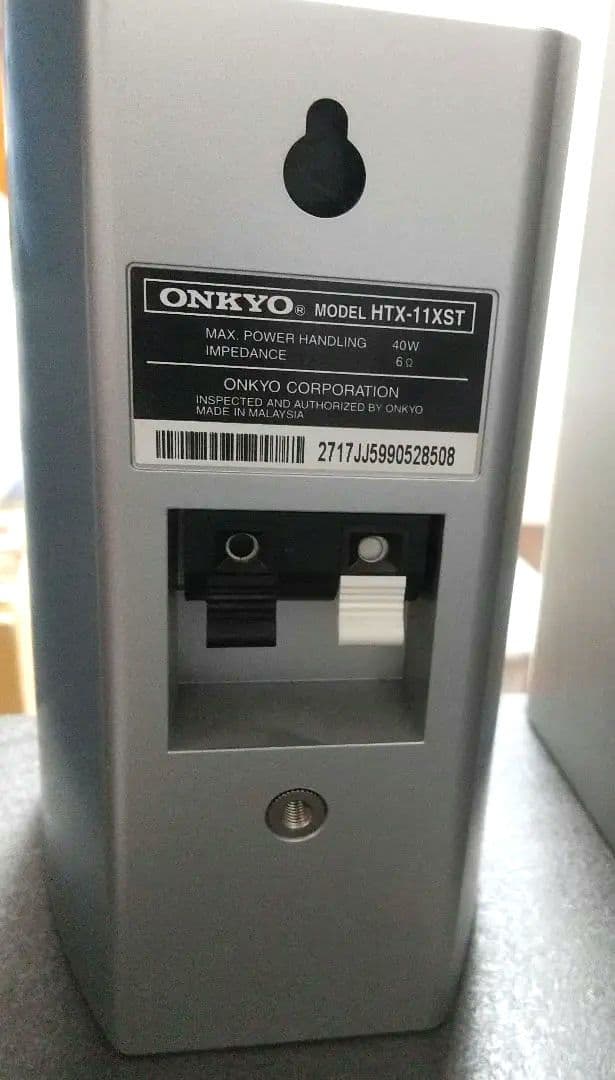 ONKYO® MODEL HTX-11XST
MAX. POWER HANDLING 40W
IMPEDANCE 6Ω
ONKYO CORPORATION
INSPECTED AND AUTHORIZED BY ONKYO
MADE IN MALAYSIA
2717JJ5990528508